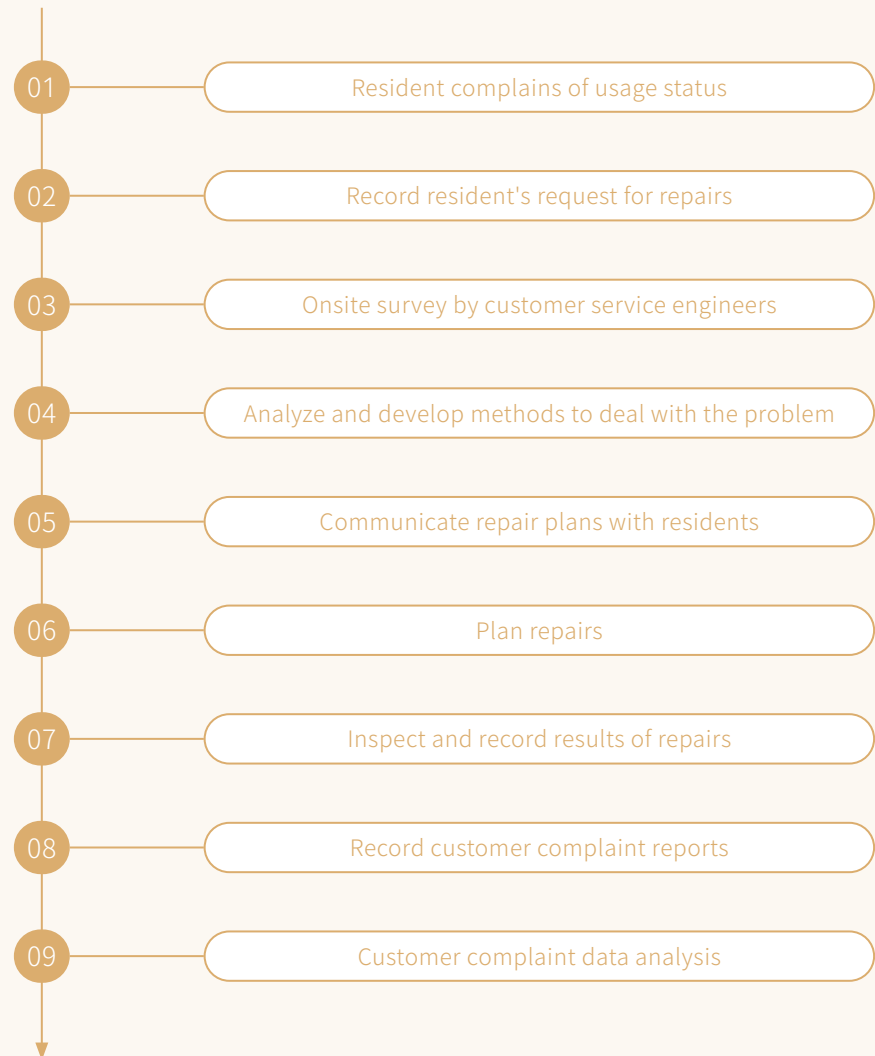 01
Resident complains of usage status
02
Record resident's request for repairs
03
Onsite survey by customer service engineers
04
Analyze and develop methods to deal with the problem
05
Communicate repair plans with residents
06
Plan repairs
07
Inspect and record results of repairs
08
Record customer complaint reports
09
Customer complaint data analysis